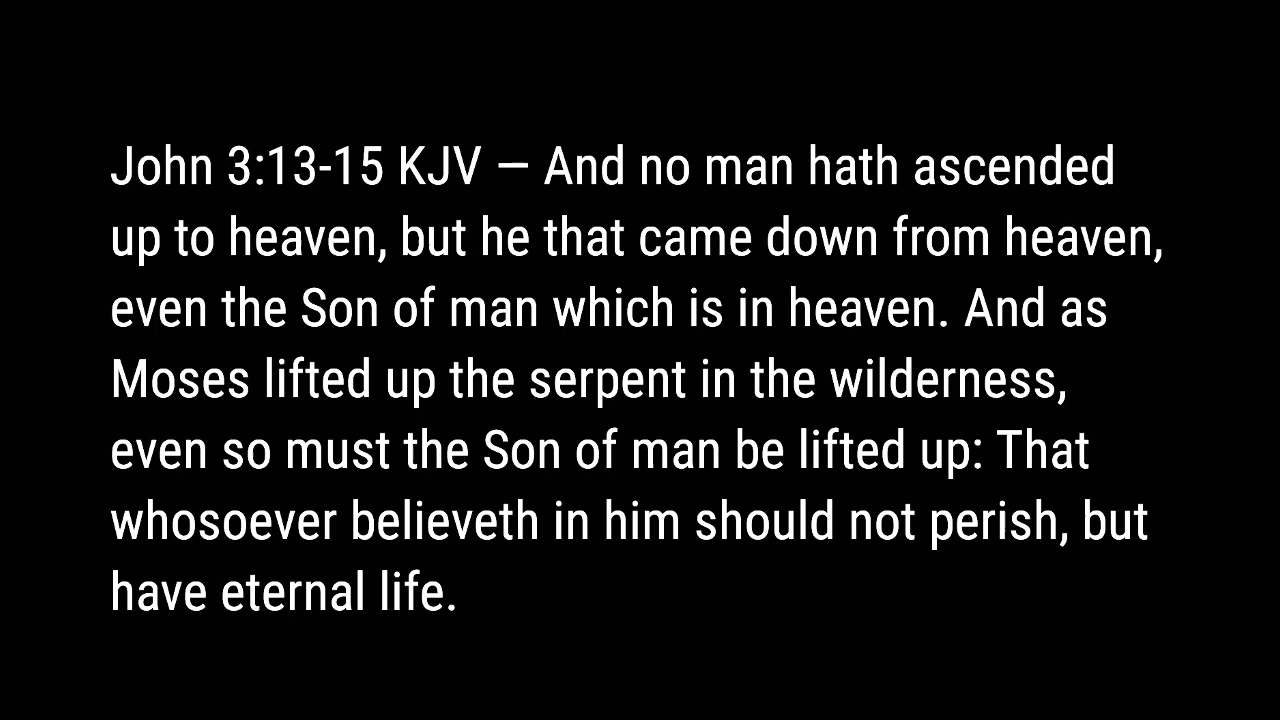 John 3:13-15 KJV – And no man hath ascended
up to heaven, but he that came down from heaven,
even the Son of man which is in heaven. And as
Moses lifted up the serpent in the wilderness,
even so must the Son of man be lifted up: That
whosoever believeth in him should not perish, but
have eternal life.